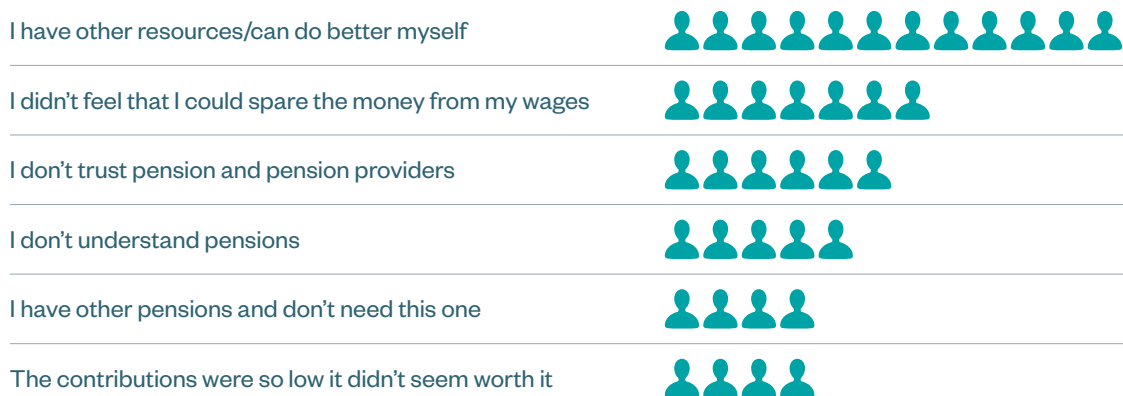 I have other resources/can do better myself
I didn’t feel that I could spare the money from my wages
I don’t trust pension and pension providers
I don’t understand pensions
I have other pensions and don’t need this one
The contributions were so low it didn’t seem worth it